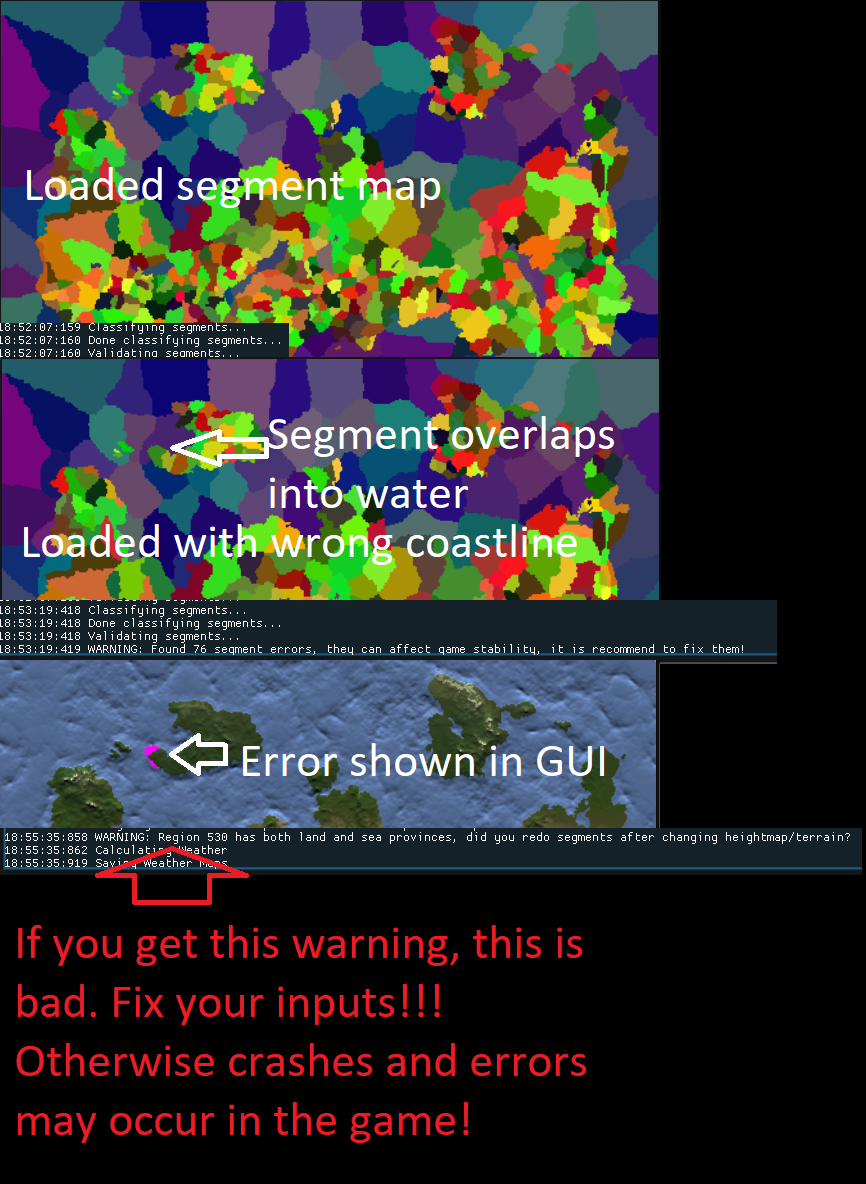 Loaded segment map
18:52:07:159 Classifying segments...
18:52:07:160 Done classifying segments...
18:52:07:160 Validating segments...
Segment overlaps
into water
Loaded with wrong coastline
18:53:19:418 Classifying segments...
18:53:19:418 Done classifying segments...
18:53:19:418 Validating segments...
18:53:19:419 WARNING: Found 76 segment errors, they can affect game stability, it is recommend to fix them!
Error shown in GUI
18:55:35:858 WARNING: Region 530 has both land and sea provinces, did you redo segments after changing heightmap/terrain?
18:55:35:862 Calculating Weather
18:55:35:919 Saving Weather Maps
If you get this warning, this is
bad. Fix your inputs!!!
Otherwise crashes and errors
may occur in the game!